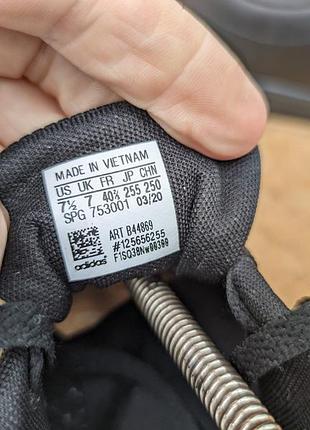 MADE IN VIETNAM
US UK FR JP CHN
7½ 7 40⅔ 255 250
SPG 753001 03/20
ART B44869
#125656255
F1SQ38NW00300
adidas